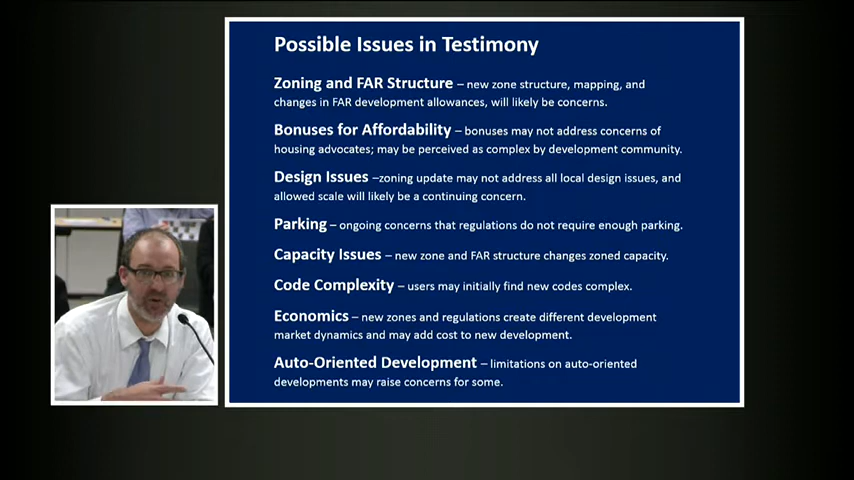 Possible Issues in Testimony
Zoning and FAR Structure – new zone structure, mapping, and
changes in FAR development allowances, will likely be concerns.
Bonuses for Affordability – bonuses may not address concerns of
housing advocates; may be perceived as complex by development community.
Design Issues –zoning update may not address all local design issues, and
allowed scale will likely be a continuing concern.
Parking – ongoing concerns that regulations do not require enough parking.
Capacity Issues – new zone and FAR structure changes zoned capacity.
Code Complexity – users may initially find new codes complex.
Economics – new zones and regulations create different development
market dynamics and may add cost to new development.
Auto-Oriented Development – limitations on auto-oriented
developments may raise concerns for some.